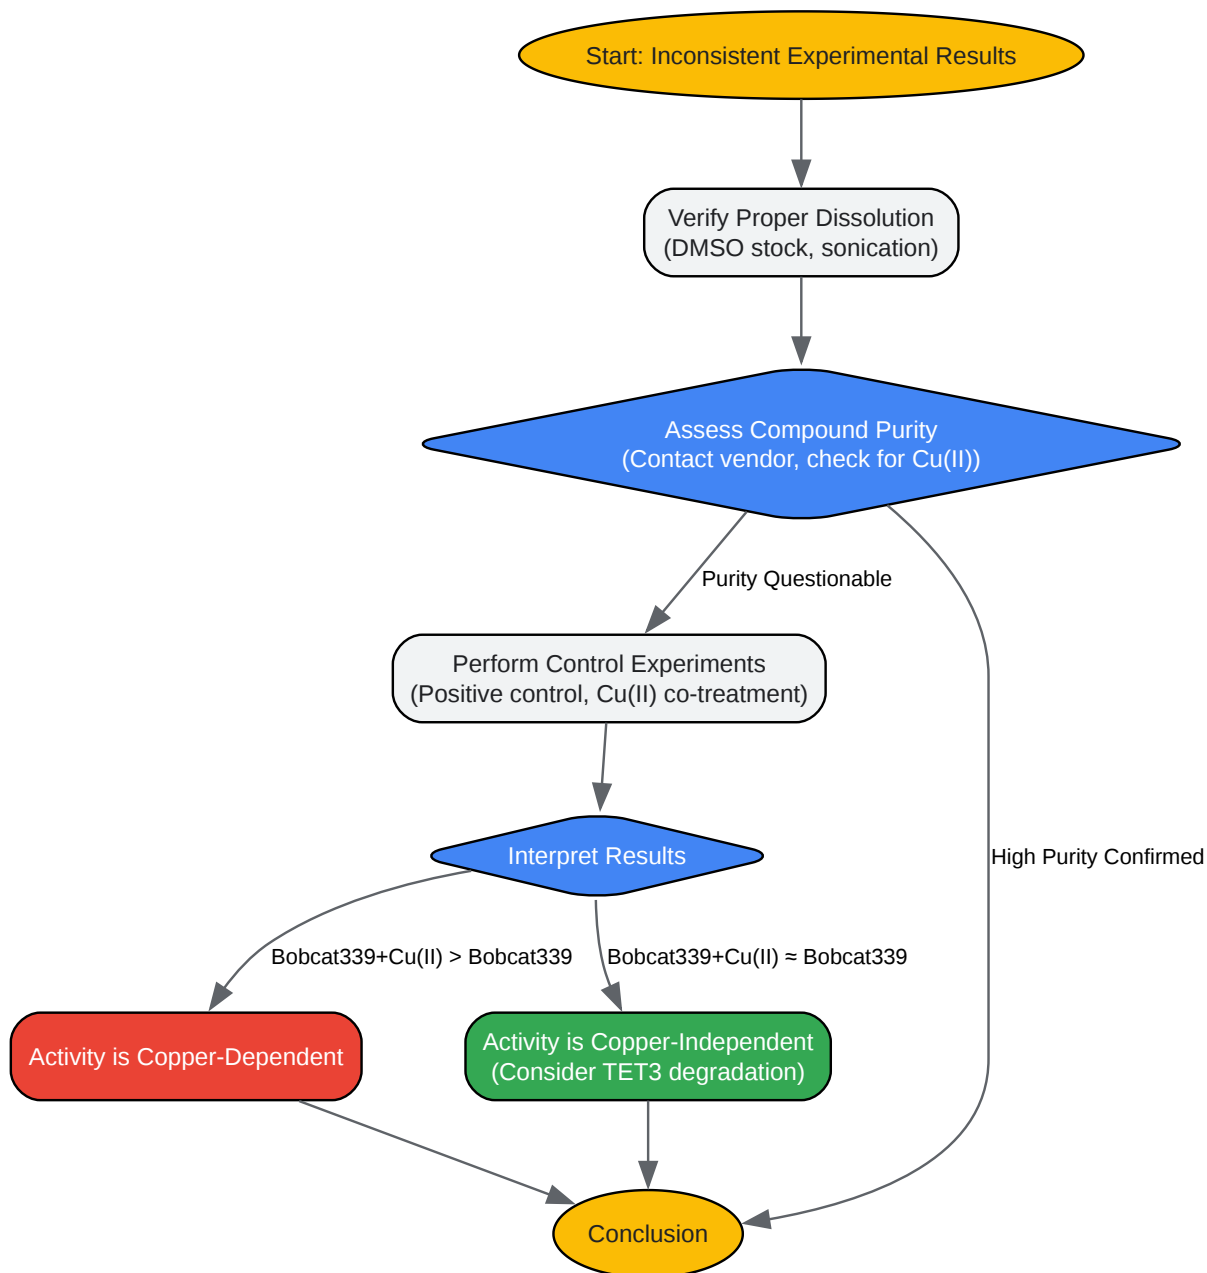 Start: Inconsistent Experimental Results
Verify Proper Dissolution
(DMSO stock, sonication)
Assess Compound Purity
(Contact vendor, check for Cu(II))
Purity Questionable
Perform Control Experiments
(Positive control, Cu(II) co-treatment)
Interpret Results
High Purity Confirmed
Bobcat339+Cu(II) > Bobcat339
Bobcat339+Cu(II) ≈ Bobcat339
Activity is Copper-Dependent
Activity is Copper-Independent
(Consider TET3 degradation)
Conclusion